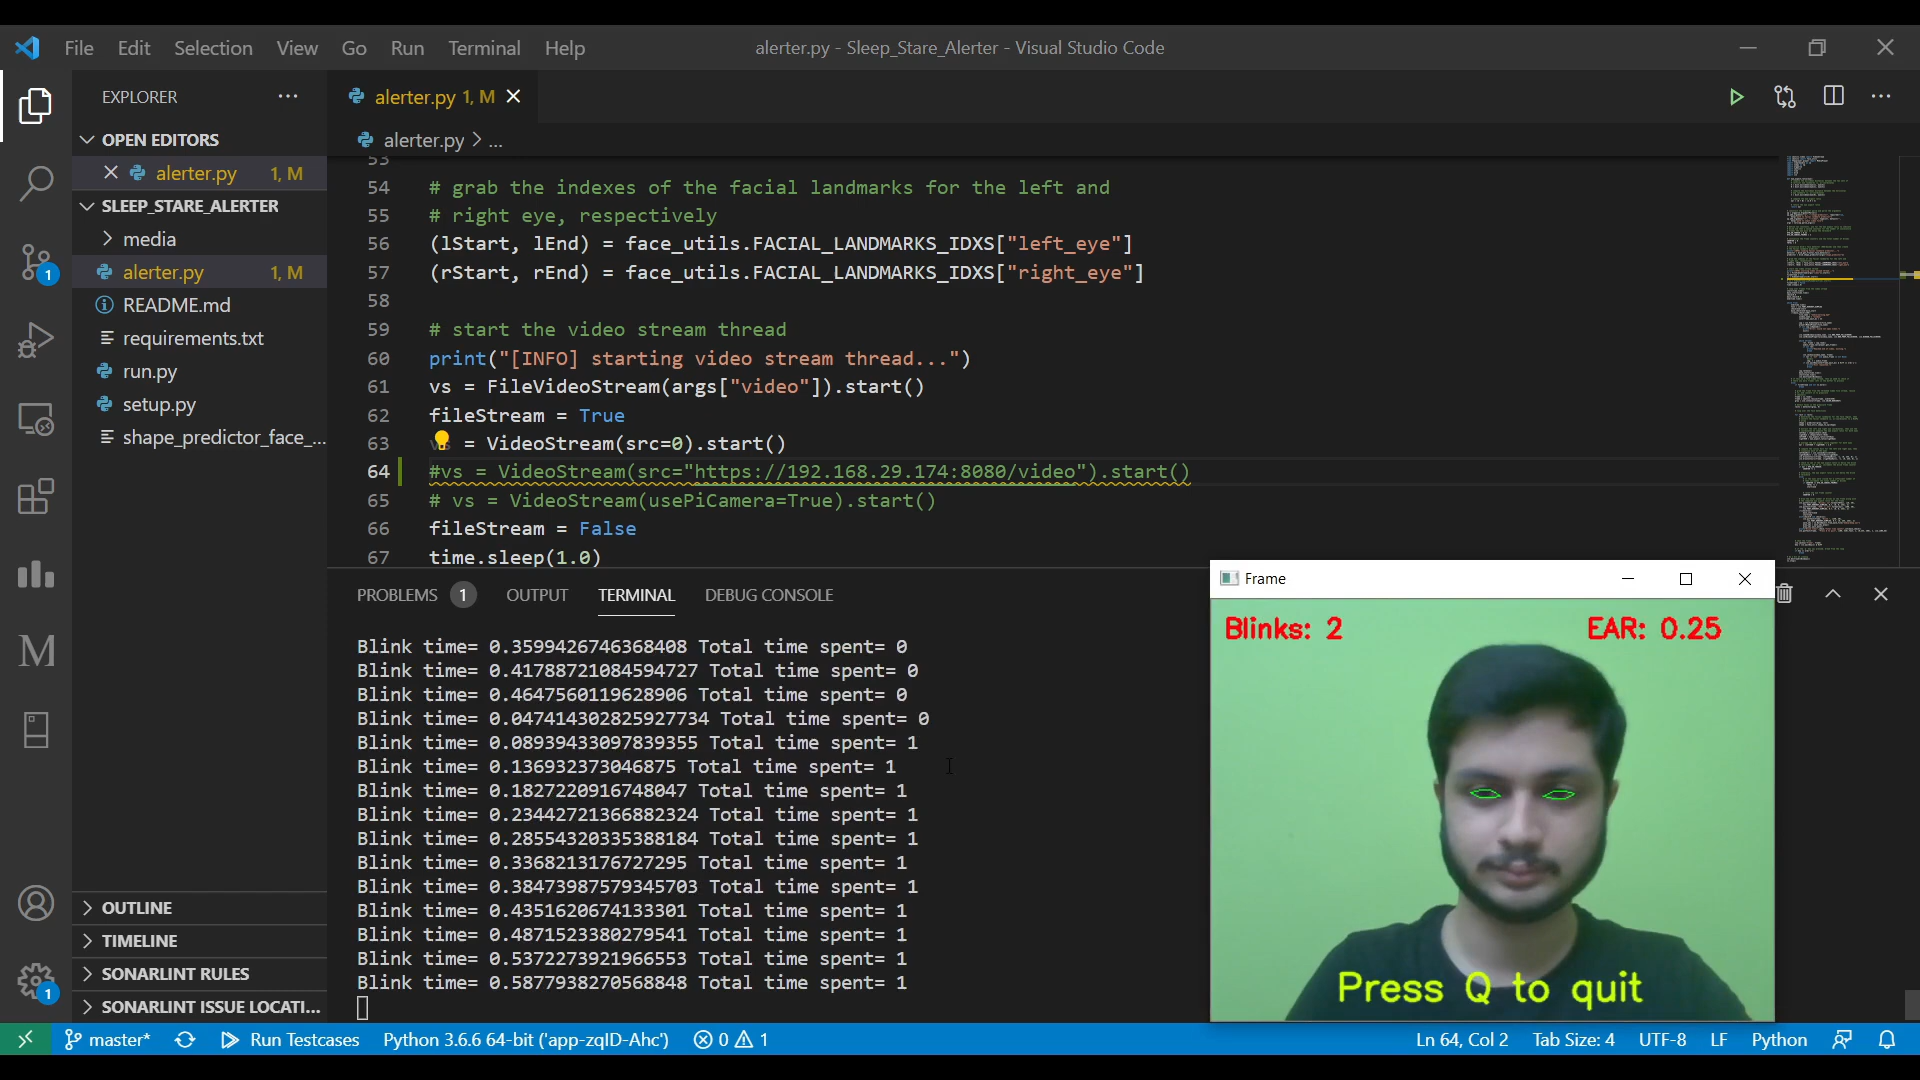 File Edit Selection View Go Run Terminal Help
alerter.py - Sleep_Stare_Alerter - Visual Studio Code
EXPLORER
OPEN EDITORS
alerter.py 1, M
SLEEP_STARE_ALERTER
media
alerter.py 1, M
README.md
requirements.txt
run.py
setup.py
shape_predictor_face_...
OUTLINE
TIMELINE
SONARLINT RULES
SONARLINT ISSUE LOCATI...
1
1
alerter.py 1, M
alerter.py > ...
53
54 # grab the indexes of the facial landmarks for the left and
55 # right eye, respectively
56 (lStart, lEnd) = face_utils.FACIAL_LANDMARKS_IDXS["left_eye"]
57 (rStart, rEnd) = face_utils.FACIAL_LANDMARKS_IDXS["right_eye"]
58
59 # start the video stream thread
60 print("[INFO] starting video stream thread...")
61 vs = FileVideoStream(args["video"]).start()
62 fileStream = True
63 = VideoStream(src=0).start()
64 #vs = VideoStream(src="https://192.168.29.174:8080/video").start()
65 # vs = VideoStream(usePiCamera=True).start()
66 fileStream = False
67 time.sleep(1.0)
PROBLEMS 1 OUTPUT TERMINAL DEBUG CONSOLE
Blink time= 0.3599426746368408 Total time spent= 0
Blink time= 0.41788721084594727 Total time spent= 0
Blink time= 0.4647560119628906 Total time spent= 0
Blink time= 0.047414302825927734 Total time spent= 0
Blink time= 0.08939433097839355 Total time spent= 1
Blink time= 0.136932373046875 Total time spent= 1
Blink time= 0.1827220916748047 Total time spent= 1
Blink time= 0.23442721366882324 Total time spent= 1
Blink time= 0.28554320335388184 Total time spent= 1
Blink time= 0.3368213176727295 Total time spent= 1
Blink time= 0.38473987579345703 Total time spent= 1
Blink time= 0.4351620674133301 Total time spent= 1
Blink time= 0.4871523380279541 Total time spent= 1
Blink time= 0.5372273921966553 Total time spent= 1
Blink time= 0.5877938270568848 Total time spent= 1
Frame
Blinks: 2 EAR: 0.25
Press Q to quit
master* Run Testcases Python 3.6.6 64-bit ('app-zqlD-Ahc') 0 1 Ln 64, Col 2 Tab Size: 4 UTF-8 LF Python